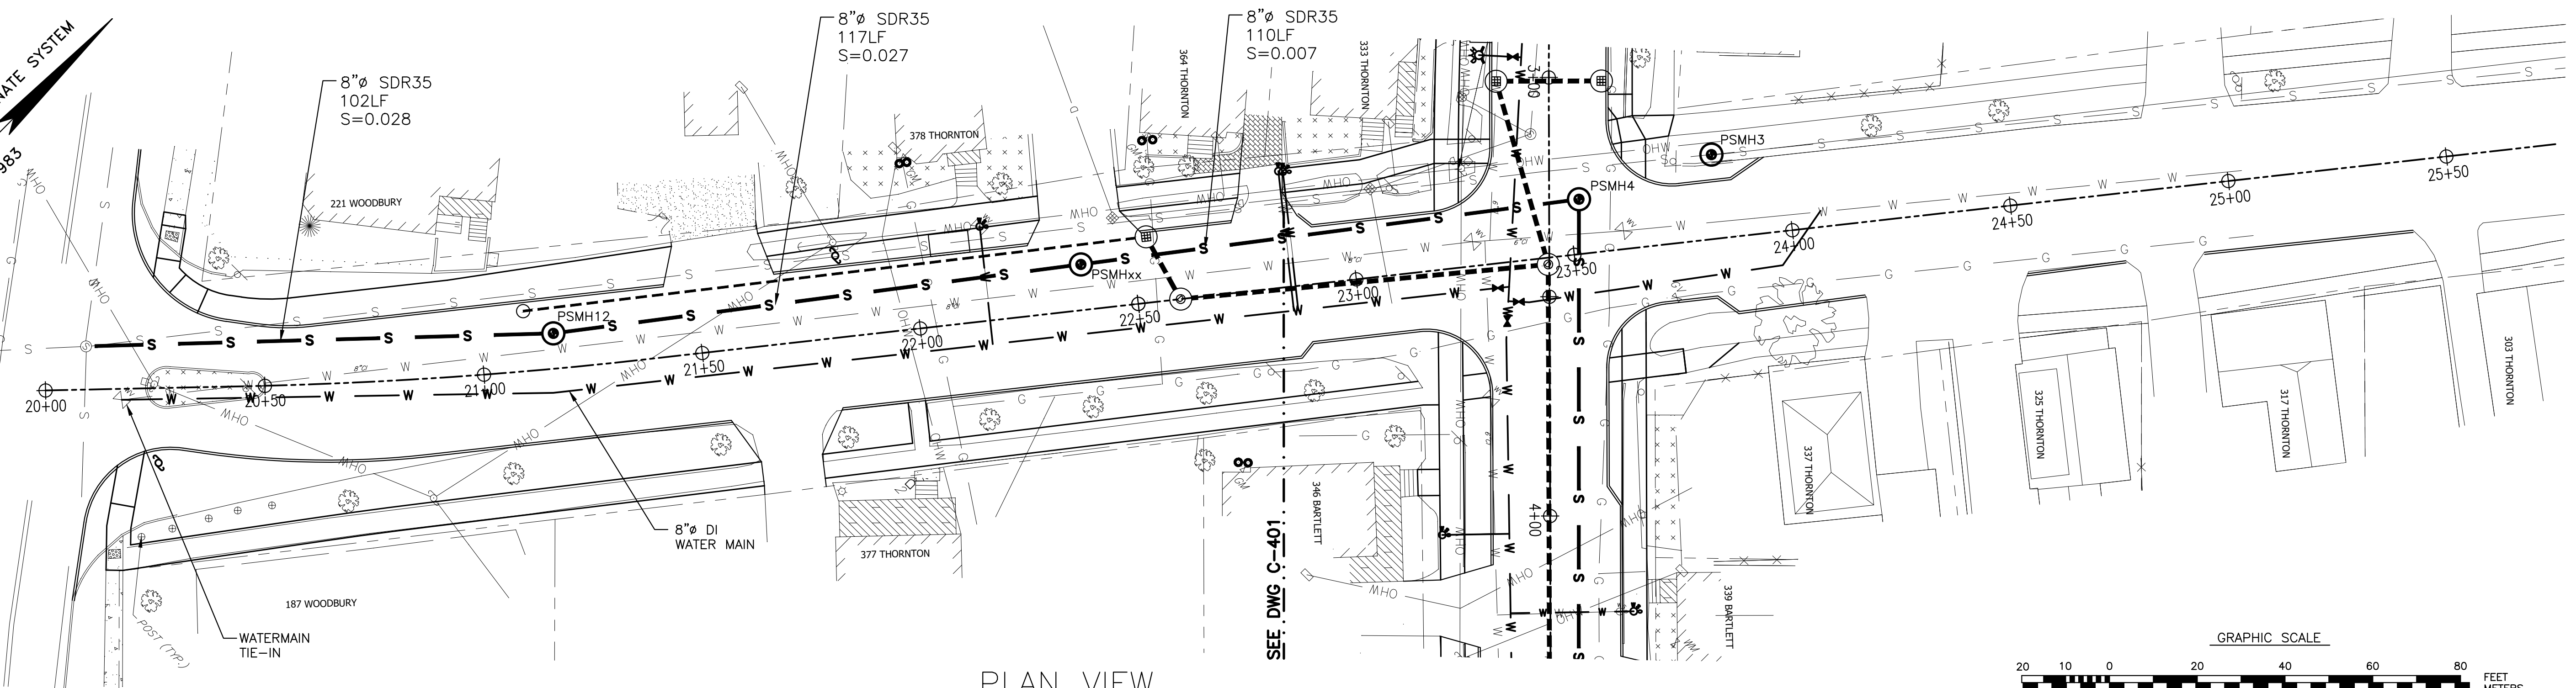 NATE SYSTEM
983
8"ø SDR35
102LF
S=0.028
8"ø SDR35
117LF
S=0.027
8"ø SDR35
110LF
S=0.007
221 WOODBURY
378 THORNTON
364 THORNTON
333 THORNTON
3+00
PSMH3
PSMH4
PSMHxx
PSMH12
20+00
20+50
21+00
21+50
22+00
22+50
23+00
23+50
24+00
24+50
25+00
25+50
4+00
8"ø DI
WATER MAIN
377 THORNTON
346 BARTLETT
339 BARTLETT
337 THORNTON
325 THORNTON
317 THORNTON
303 THORNTON
187 WOODBURY
POST (TYP.)
WATERMAIN
TIE-IN
SEE DWG C-401
PLAN VIEW
GRAPHIC SCALE
20 10 0 20 40 60 80 FEET
METERS